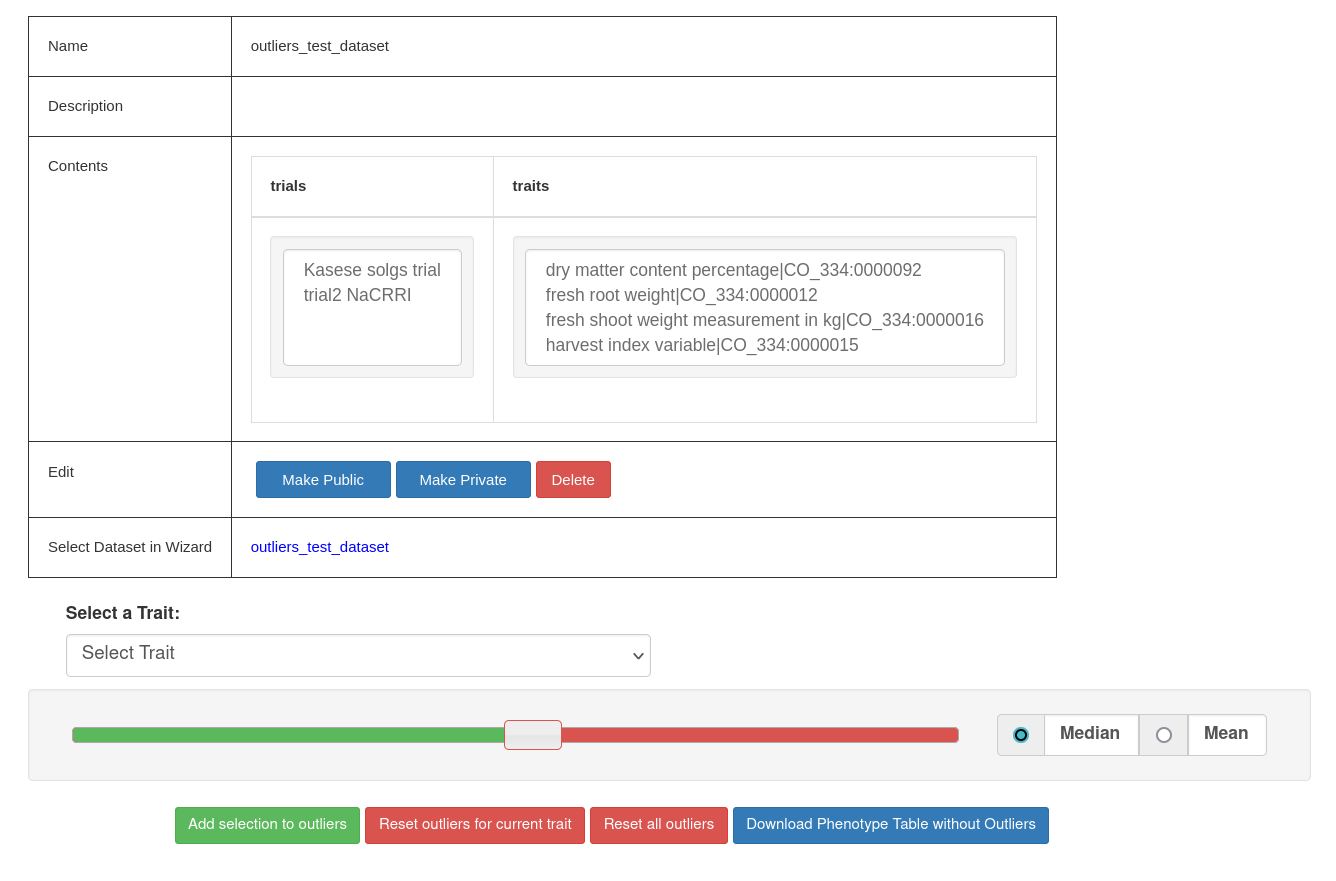 Name
outliers_test_dataset
Description
Contents
trials
traits
Kasese solgs trial
trial2 NaCRRI
dry matter content percentage|CO_334:0000092
fresh root weight|CO_334:0000012
fresh shoot weight measurement in kg|CO_334:0000016
harvest index variable|CO_334:0000015
Edit
Make Public
Make Private
Delete
Select Dataset in Wizard
outliers_test_dataset
Select a Trait:
Select Trait
Median
Mean
Add selection to outliers
Reset outliers for current trait
Reset all outliers
Download Phenotype Table without Outliers